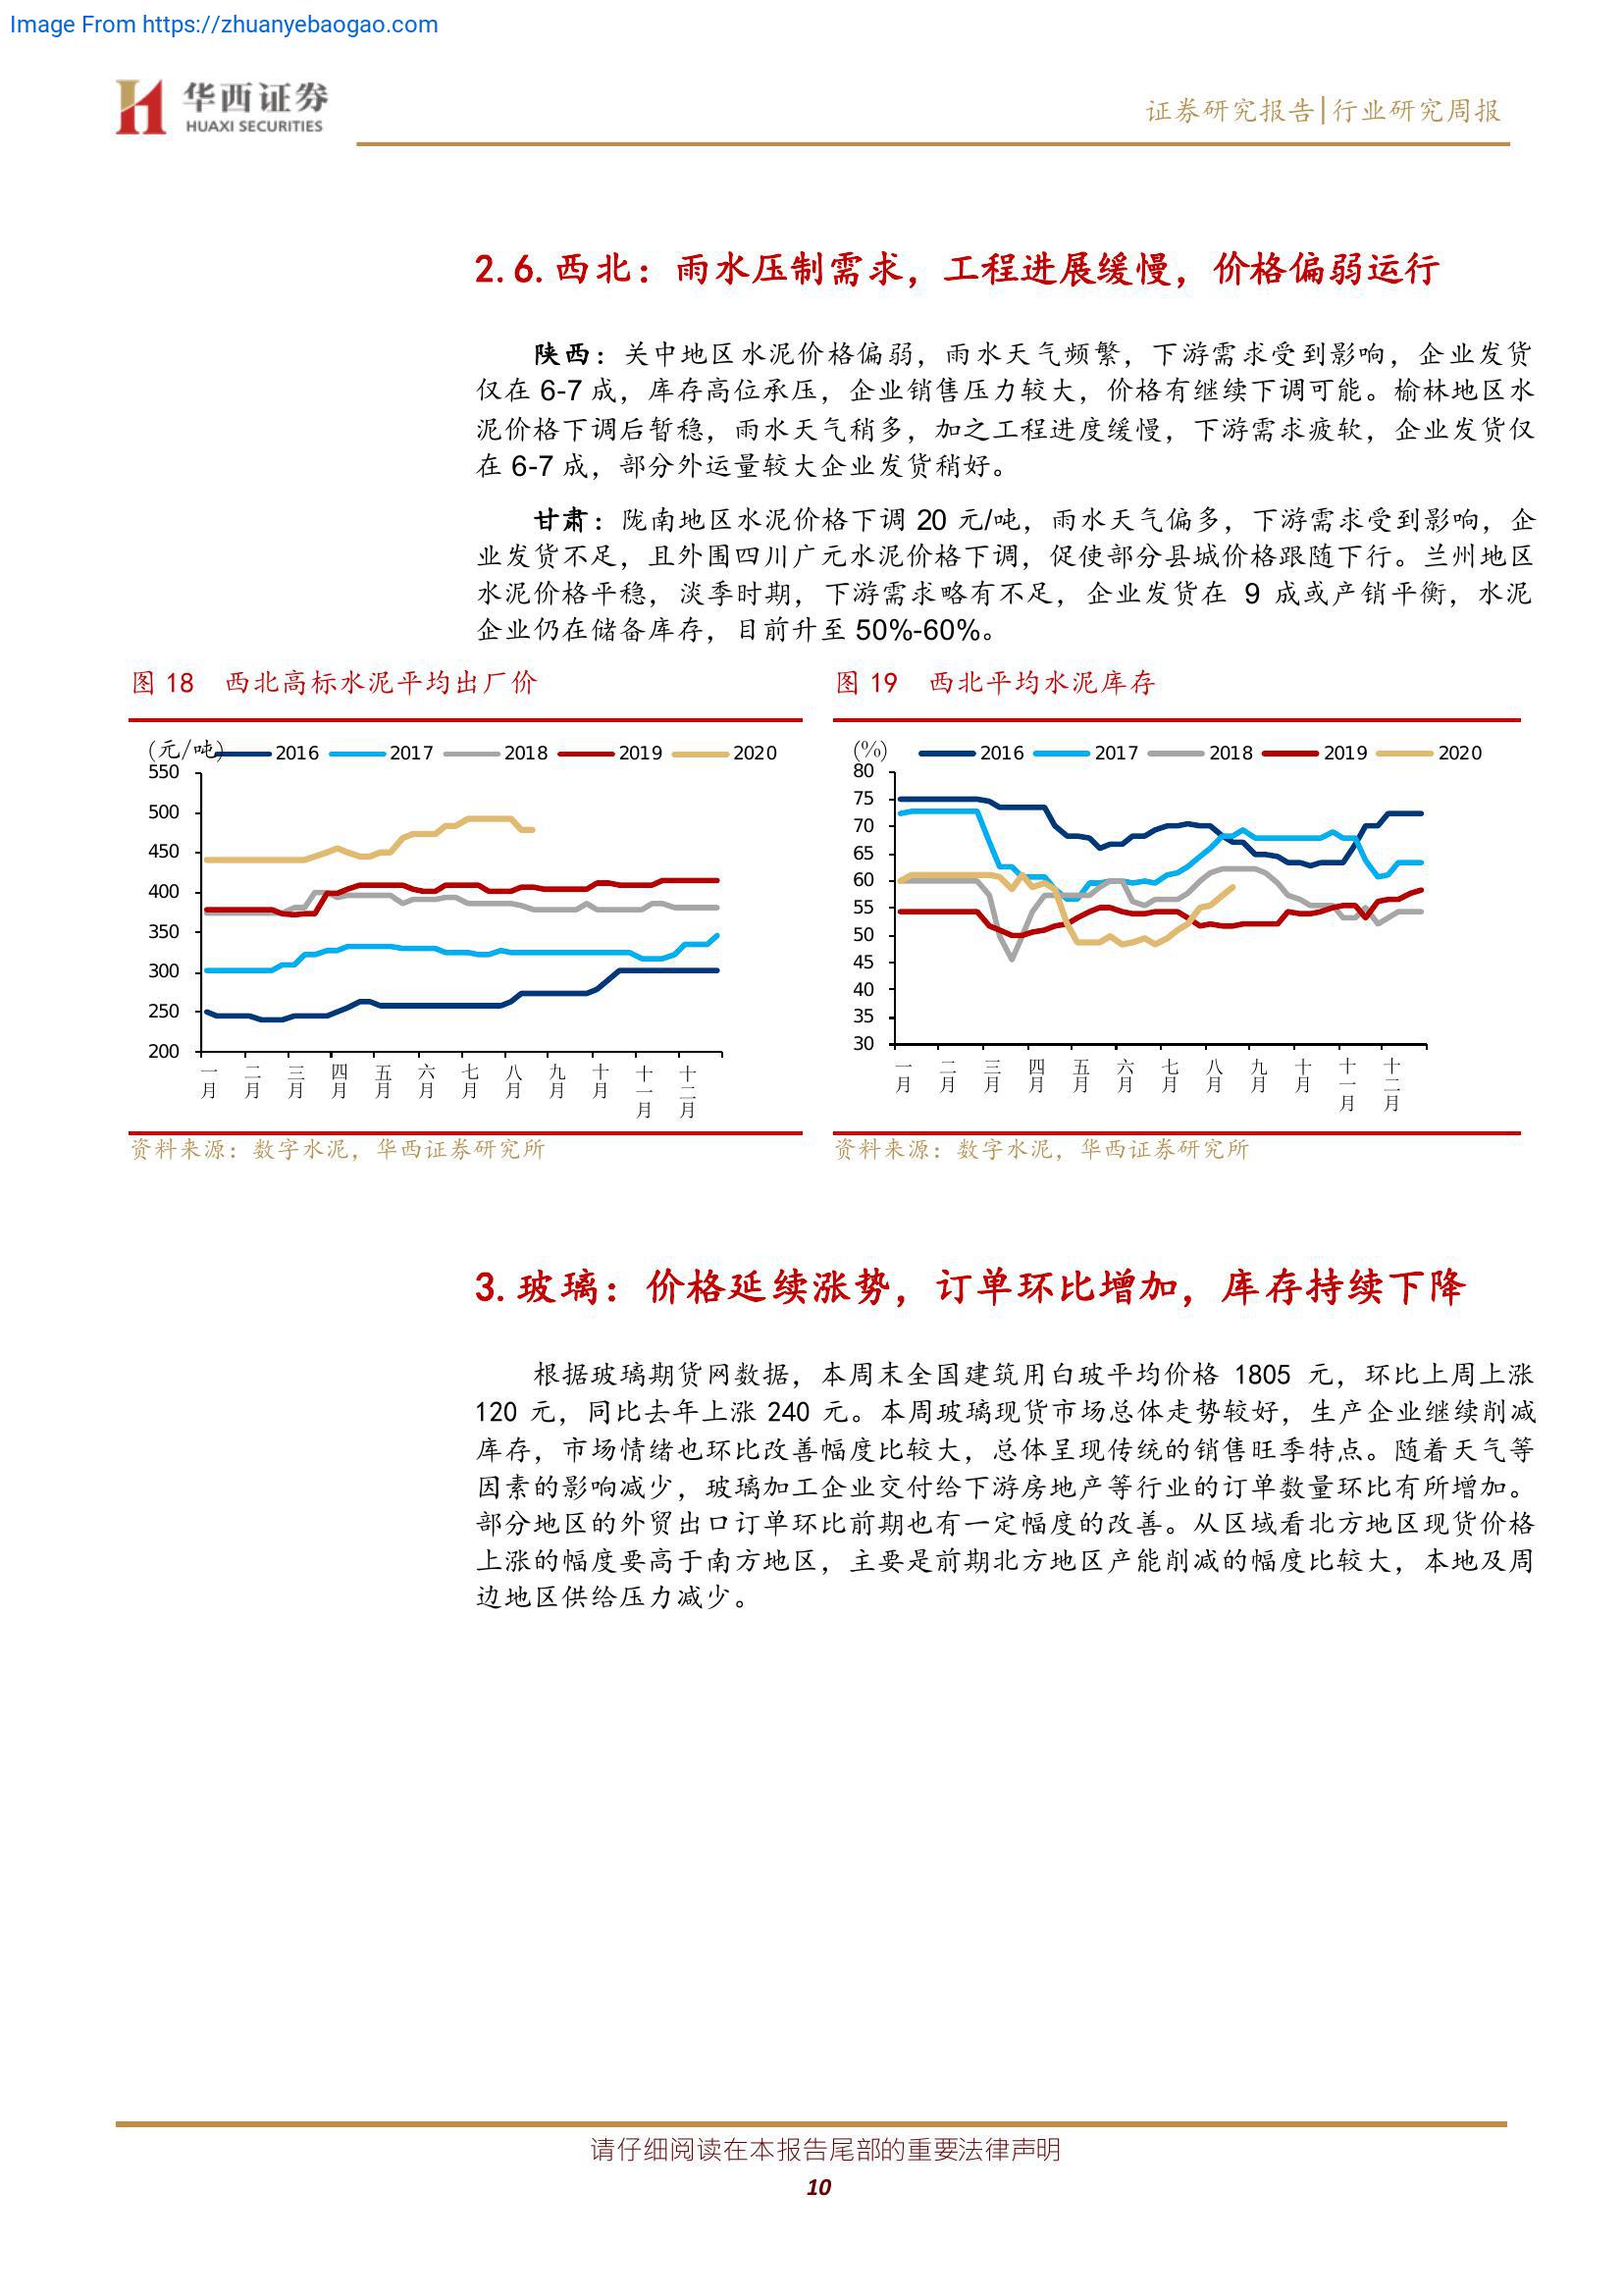 Image From https://zhuanyebaogao.com
华西证券
HUAXI SECURITIES
证券研究报告|行业研究周报
2.6.西北：雨水压制需求，工程进展缓慢，价格偏弱运行
陕西：关中地区水泥价格偏弱，雨水天气频繁，下游需求受到影响，企业发货
仅在 6-7 成，库存高位承压，企业销售压力较大，价格有继续下调可能。榆林地区水
泥价格下调后暂稳，雨水天气稍多，加之工程进度缓慢，下游需求疲软，企业发货仅
在 6-7 成，部分外运量较大企业发货稍好。
甘肃：陇南地区水泥价格下调 20 元/吨，雨水天气偏多，下游需求受到影响，企
业发货不足，且外围四川广元水泥价格下调，促使部分县城价格跟随下行。兰州地区
水泥价格平稳，淡季时期，下游需求略有不足，企业发货在 9 成或产销平衡，水泥
企业仍在储备库存，目前升至 50%-60%。
图 18 西北高标水泥平均出厂价
(元/吨)
2016 2017 2018 2019 2020
550
500
450
400
350
300
250
200
一月 二月 三月 四月 五月 六月 七月 八月 九月 十月 十一月 十二月
资料来源：数字水泥，华西证券研究所
图 19 西北平均水泥库存
(%)
2016 2017 2018 2019 2020
80
75
70
65
60
55
50
45
40
35
30
一月 二月 三月 四月 五月 六月 七月 八月 九月 十月 十一月 十二月
资料来源：数字水泥，华西证券研究所
3.玻璃：价格延续涨势，订单环比增加，库存持续下降
根据玻璃期货网数据，本周末全国建筑用白玻平均价格 1805 元，环比上周上涨
120 元，同比去年上涨 240 元。本周玻璃现货市场总体走势较好，生产企业继续削减
库存，市场情绪也环比改善幅度比较大，总体呈现传统的销售旺季特点。随着天气等
因素的影响减少，玻璃加工企业交付给下游房地产等行业的订单数量环比有所增加。
部分地区的外贸出口订单环比前期也有一定幅度的改善。从区域看北方地区现货价格
上涨的幅度要高于南方地区，主要是前期北方地区产能削减的幅度比较大，本地及周
边地区供给压力减少。
请仔细阅读在本报告尾部的重要法律声明
10